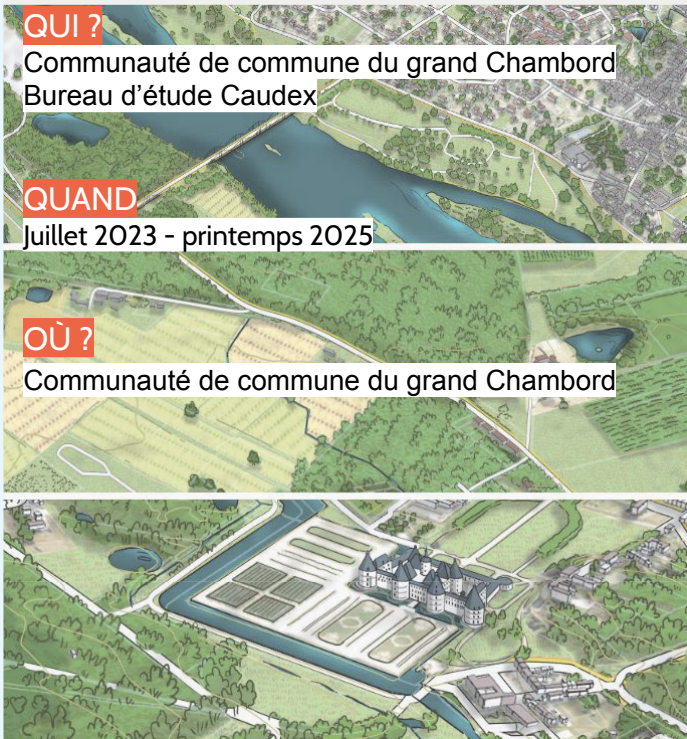 QUI ?
Communauté de commune du grand Chambord
Bureau d’étude Caudex
QUAND
Juillet 2023 - printemps 2025
OÙ ?
Communauté de commune du grand Chambord